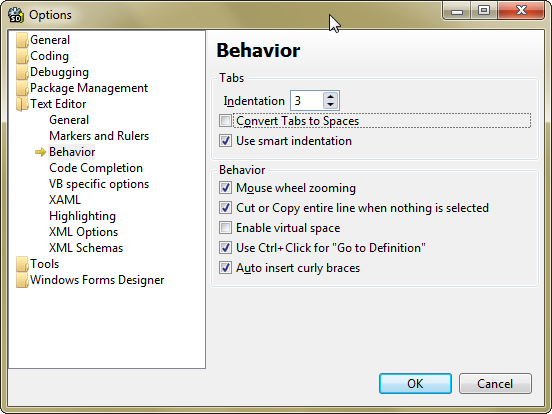 Options
General
Coding
Debugging
Package Management
Text Editor
General
Markers and Rulers
Behavior
Code Completion
VB specific options
XAML
Highlighting
XML Options
XML Schemas
Tools
Windows Forms Designer
Behavior
Tabs
Indentation 3
Convert Tabs to Spaces
Use smart indentation
Behavior
Mouse wheel zooming
Cut or Copy entire line when nothing is selected
Enable virtual space
Use Ctrl+Click for "Go to Definition"
Auto insert curly braces
OK Cancel